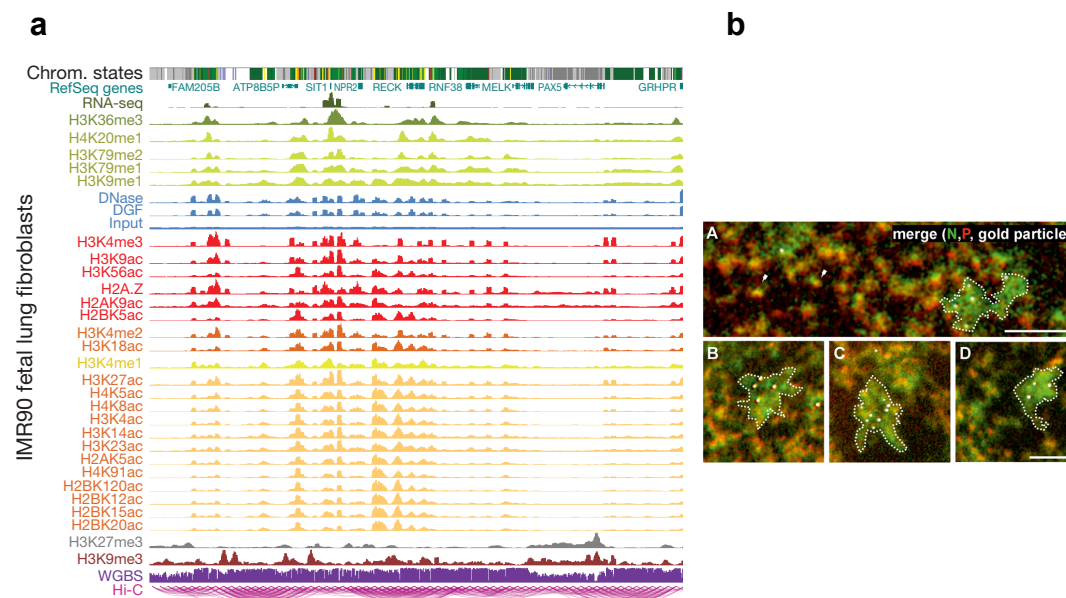 a
b
Chrom. states
RefSeq genes
FAM205B ATP8B5P SIT1 NPR2 RECK RNF38 MELK PAX5 GRHPR
RNA-seq
H3K36me3
H4K20me1
H3K79me2
H3K79me1
H3K9me1
DNase
DGF
Input
H3K4me3
H3K9ac
H3K56ac
H2A.Z
H2AK9ac
H2BK5ac
H3K4me2
H3K18ac
H3K4me1
H3K27ac
H4K5ac
H4K8ac
H3K4ac
H3K14ac
H3K23ac
H2AK5ac
H4K91ac
H2BK120ac
H2BK12ac
H2BK15ac
H2BK20ac
H3K27me3
H3K9me3
WGBS
Hi-C
IMR90 fetal lung fibroblasts
A
merge (N,P, gold particle
B
C
D